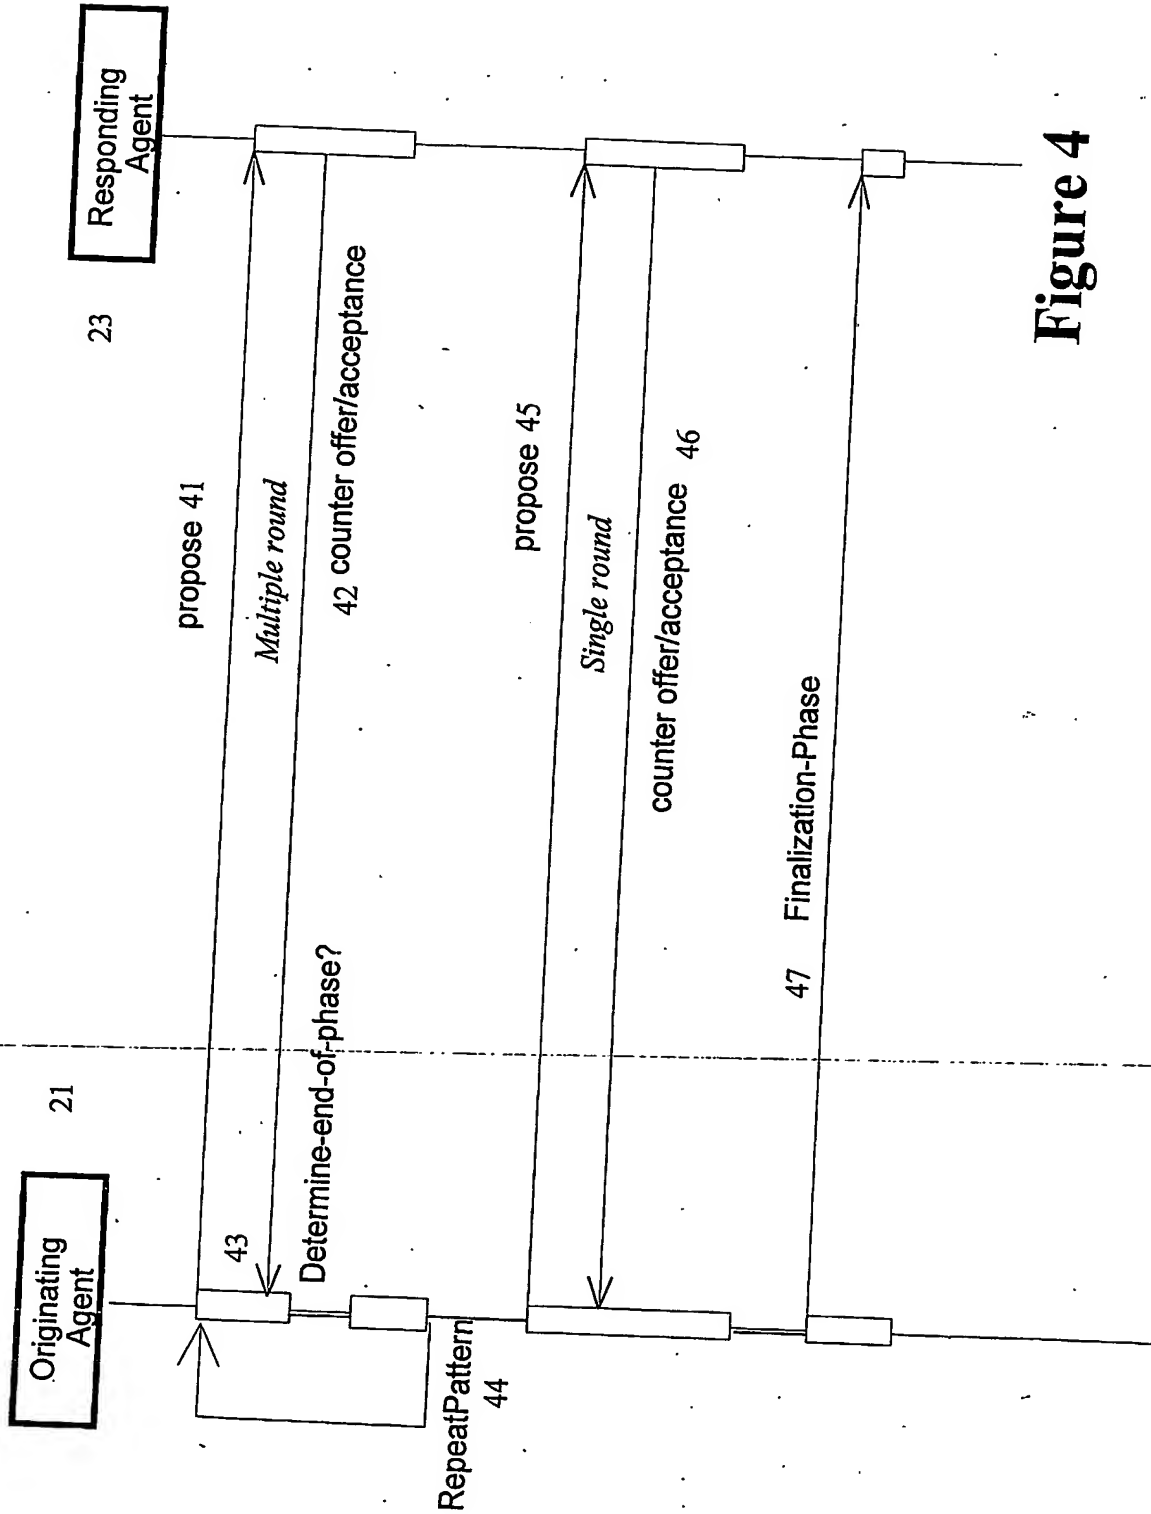 Originating
Agent
21
23
Responding
Agent
propose 41
Multiple round
43
42 counter offer/acceptance
Determine-end-of-phase?
RepeatPattern
44
propose 45
Single round
counter offer/acceptance 46
47 Finalization-Phase
Figure 4